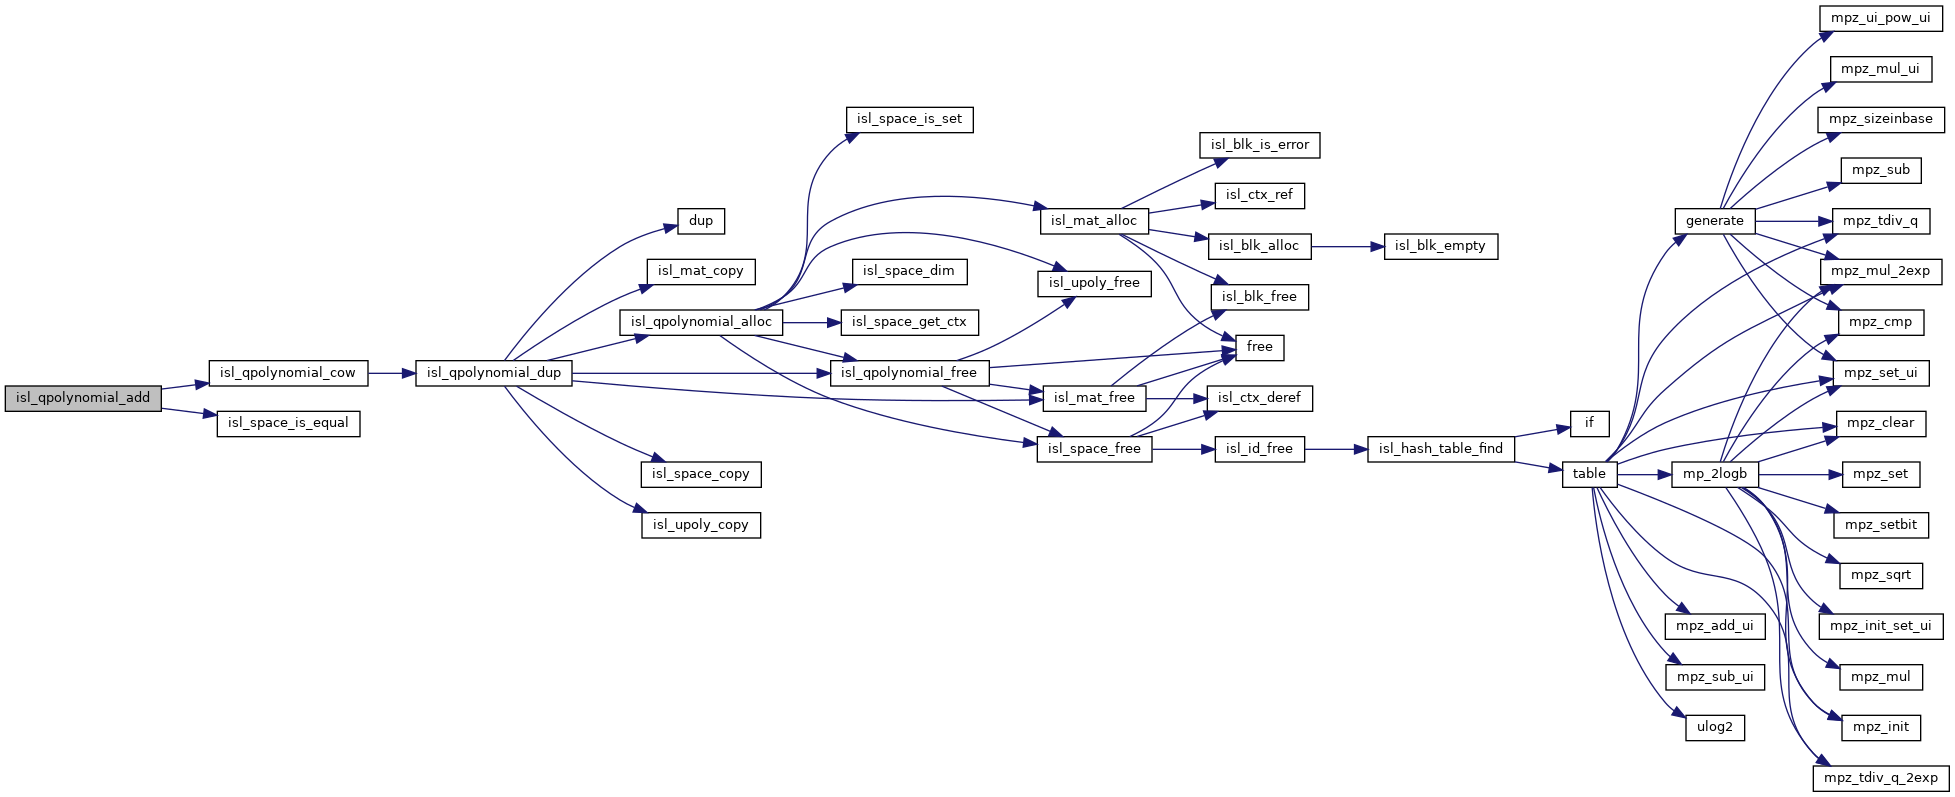 isl_qpolynomial_add
isl_qpolynomial_cow
isl_space_is_equal
isl_qpolynomial_dup
dup
isl_mat_copy
isl_qpolynomial_alloc
isl_space_copy
isl_upoly_copy
isl_space_is_set
isl_space_dim
isl_space_get_ctx
isl_qpolynomial_free
isl_mat_alloc
isl_upoly_free
isl_mat_free
isl_space_free
isl_blk_is_error
isl_ctx_ref
isl_blk_alloc
isl_blk_free
free
isl_ctx_deref
isl_id_free
isl_blk_empty
isl_hash_table_find
if
table
generate
mp_2logb
mpz_add_ui
mpz_sub_ui
ulog2
mpz_ui_pow_ui
mpz_mul_ui
mpz_sizeinbase
mpz_sub
mpz_tdiv_q
mpz_mul_2exp
mpz_cmp
mpz_set_ui
mpz_clear
mpz_set
mpz_setbit
mpz_sqrt
mpz_init_set_ui
mpz_mul
mpz_init
mpz_tdiv_q_2exp